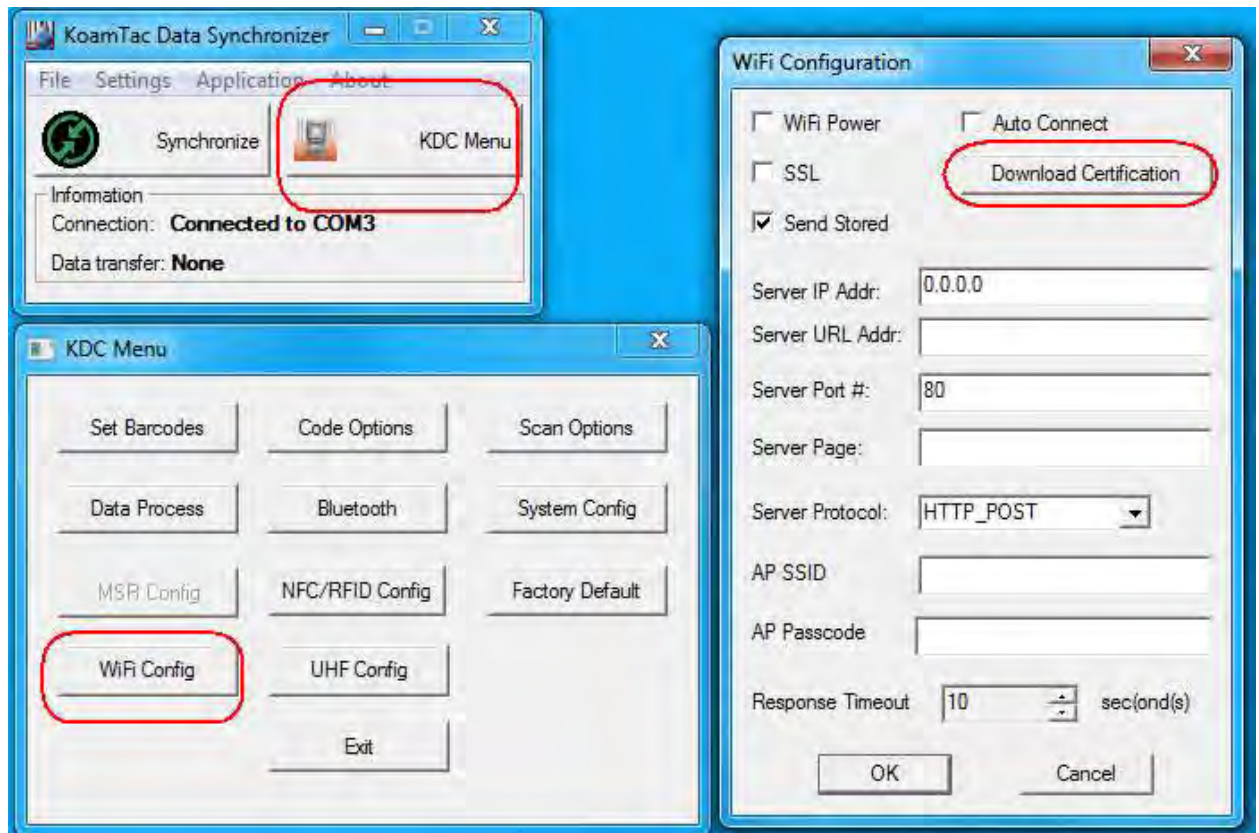 KoamTac Data Synchronizer
File Settings Application About
Synchronize KDC Menu
Information
Connection: Connected to COM3
Data transfer: None
KDC Menu
Set Barcodes Code Options Scan Options
Data Process Bluetooth System Config
MSR Config NFC/RFID Config Factory Default
WiFi Config UHF Config
Exit
WiFi Configuration
WiFi Power Auto Connect
SSL Download Certification
Send Stored
Server IP Addr: 0.0.0.0
Server URL Addr:
Server Port #: 80
Server Page:
Server Protocol: HTTP_POST
AP SSID
AP Passcode
Response Timeout 10 sec(ond(s)
OK Cancel